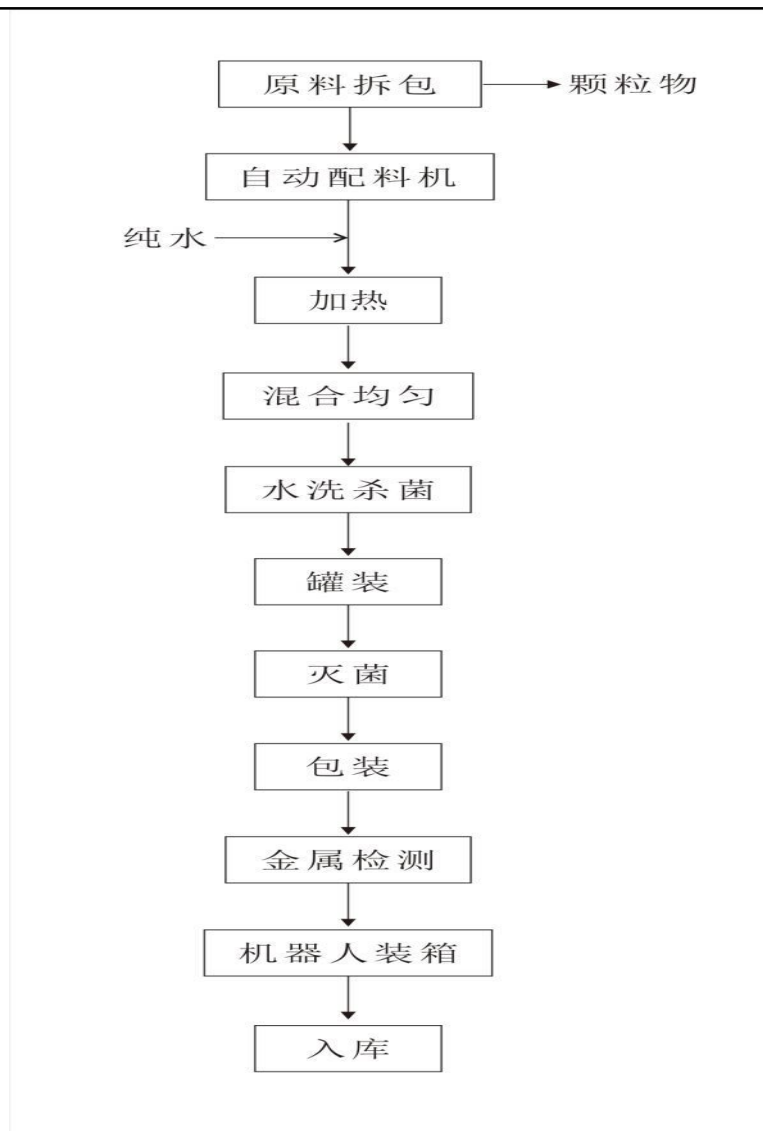 原料拆包
颗粒物
自动配料机
纯水
加热
混合均匀
水洗杀菌
罐装
灭菌
包装
金属检测
机器人装箱
入库